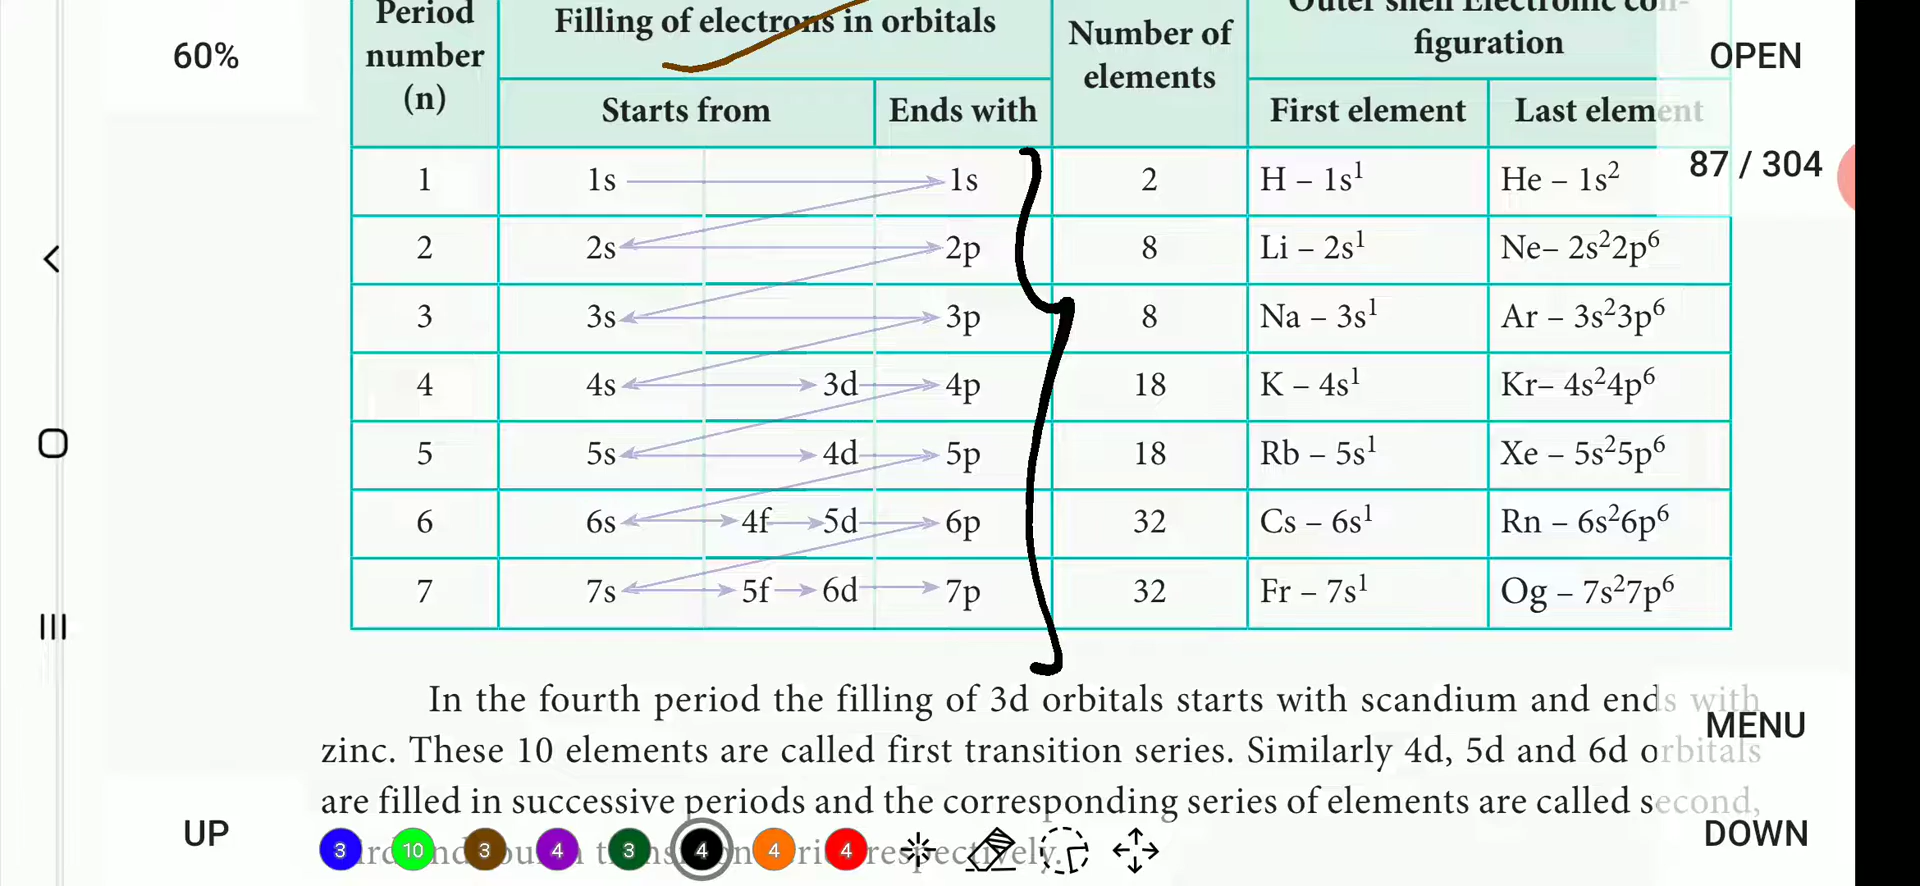 60%
OPEN
87 / 304
Period number (n)
Filling of electrons in orbitals
Number of elements
Outer shell Electronic con-
figuration
Starts from
Ends with
First element
Last element
1 1s 1s 2 H – 1s¹ He – 1s²
2 2s 2p 8 Li – 2s¹ Ne– 2s²2p⁶
3 3s 3p 8 Na – 3s¹ Ar – 3s²3p⁶
4 4s 3d 4p 18 K – 4s¹ Kr– 4s²4p⁶
5 5s 4d 5p 18 Rb – 5s¹ Xe – 5s²5p⁶
6 6s 4f 5d 6p 32 Cs – 6s¹ Rn – 6s²6p⁶
7 7s 5f 6d 7p 32 Fr – 7s¹ Og – 7s²7p⁶
In the fourth period the filling of 3d orbitals starts with scandium and ends with
zinc. These 10 elements are called first transition series. Similarly 4d, 5d and 6d orbitals
are filled in successive periods and the corresponding series of elements are called second,
respectively.
MENU
UP
DOWN
3 10 3 4 3 4 4 4